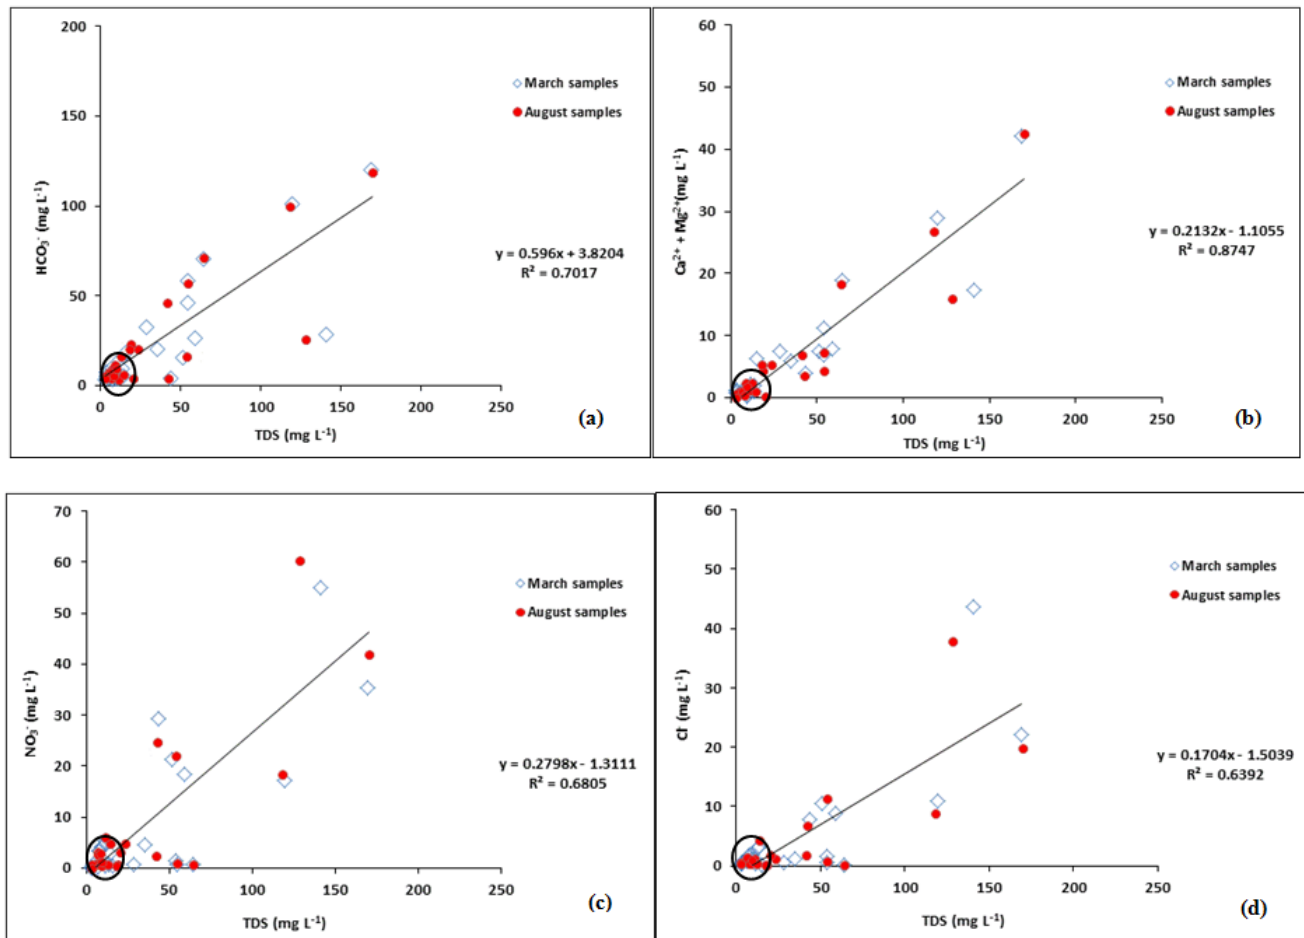 200
150
100
50
0
0 50 100 150 200 250
HCO₃⁻ (mg L⁻¹)
TDS (mg L⁻¹)
March samples
August samples
y = 0.596x + 3.8204
R² = 0.7017
(a)
60
50
40
30
20
10
0
0 50 100 150 200 250
Ca²⁺ + Mg²⁺(mg L⁻¹)
TDS (mg L⁻¹)
March samples
August samples
y = 0.2132x - 1.1055
R² = 0.8747
(b)
70
60
50
40
30
20
10
0
0 50 100 150 200 250
NO₃⁻ (mg L⁻¹)
TDS (mg L⁻¹)
March samples
August samples
y = 0.2798x - 1.3111
R² = 0.6805
(c)
60
50
40
30
20
10
0
0 50 100 150 200 250
Cl⁻ (mg L⁻¹)
TDS (mg L⁻¹)
March samples
August samples
y = 0.1704x - 1.5039
R² = 0.6392
(d)